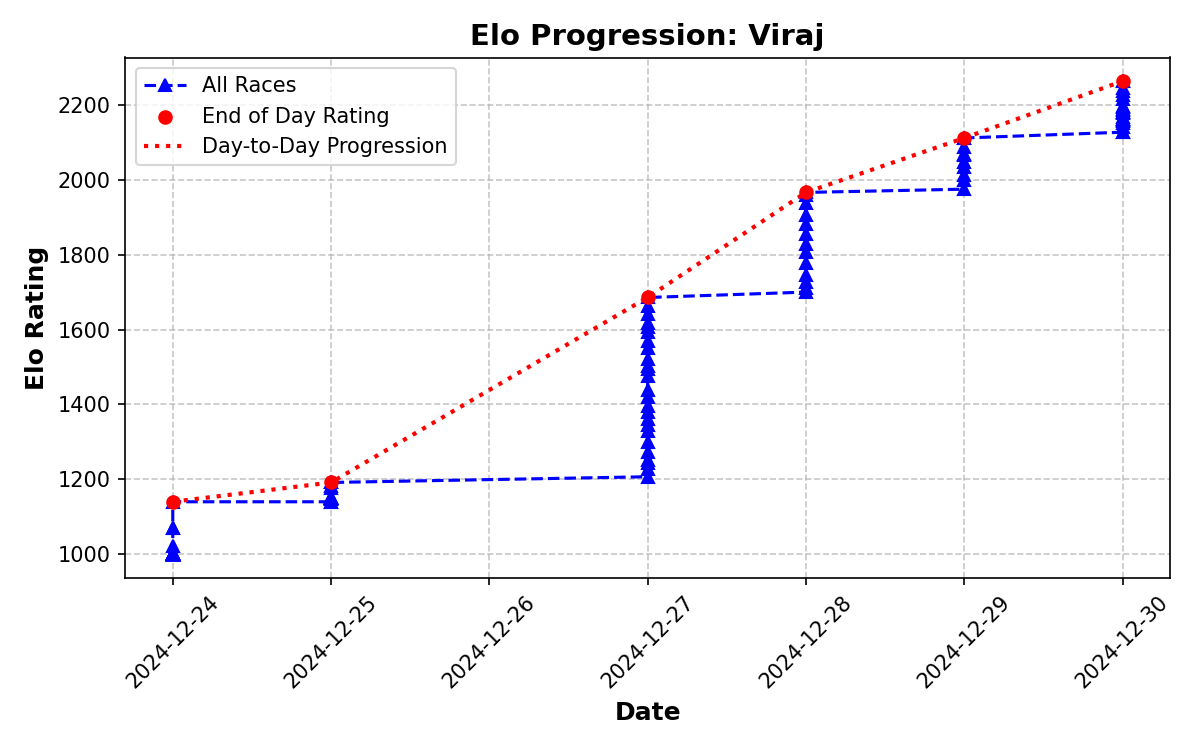 Elo Progression: Viraj
All Races
End of Day Rating
Day-to-Day Progression
Elo Rating
2200
2000
1800
1600
1400
1200
1000
2024-12-24
2024-12-25
2024-12-26
2024-12-27
2024-12-28
2024-12-29
2024-12-30
Date